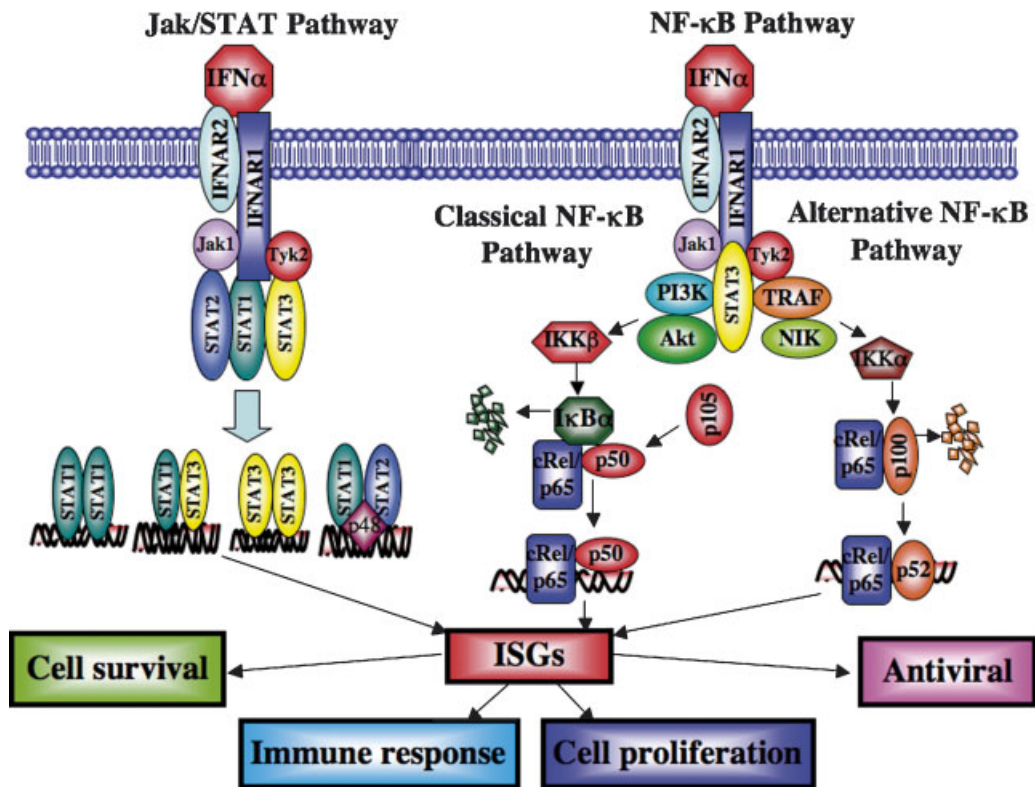 Jak/STAT Pathway
IFNα
IFNAR2
IFNAR1
Jak1
Tyk2
STAT2
STAT1
STAT3
STAT1
STAT1
STAT1
STAT3
STAT3
STAT3
STAT1
STAT2
p48
NF-κB Pathway
IFNα
IFNAR2
IFNAR1
Classical NF-κB
Pathway
Alternative NF-κB
Pathway
Jak1
Tyk2
STAT3
PI3K
Akt
TRAF
NIK
IKKβ
IκBα
p105
cRel/
p65
p50
cRel/
p65
p50
IKKα
cRel/
p65
p100
cRel/
p65
p52
ISGs
Cell survival
Antiviral
Immune response
Cell proliferation